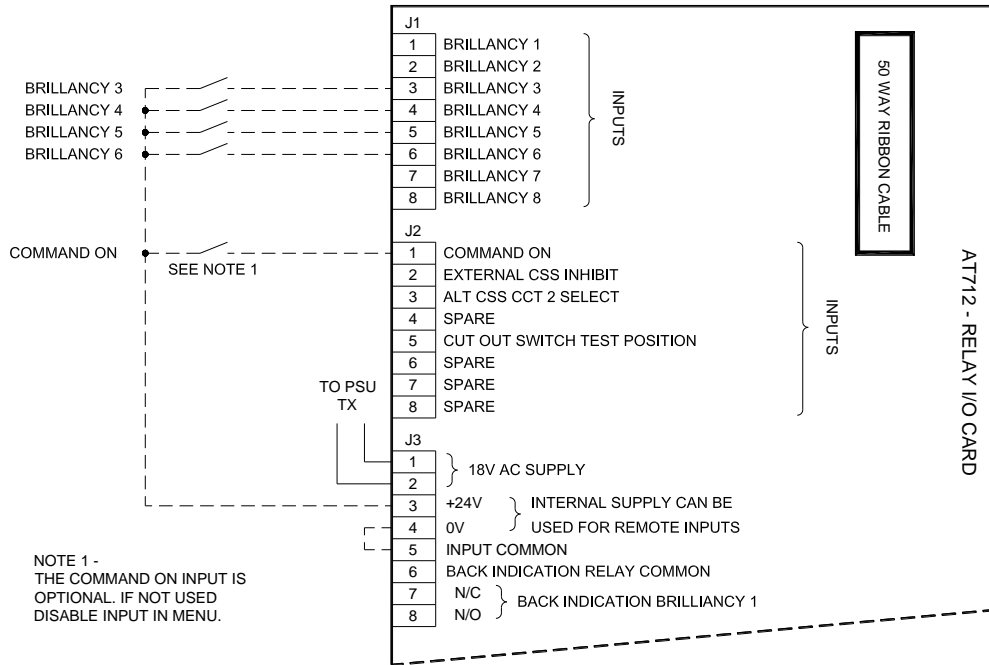 J1
1 BRILLANCY 1
2 BRILLANCY 2
BRILLANCY 3 3 BRILLANCY 3
BRILLANCY 4 4 BRILLANCY 4
BRILLANCY 5 5 BRILLANCY 5
BRILLANCY 6 6 BRILLANCY 6
7 BRILLANCY 7
8 BRILLANCY 8
INPUTS
50 WAY RIBBON CABLE
AT712 - RELAY I/O CARD
J2
COMMAND ON 1 COMMAND ON
SEE NOTE 1
2 EXTERNAL CSS INHIBIT
3 ALT CSS CCT 2 SELECT
4 SPARE
5 CUT OUT SWITCH TEST POSITION
6 SPARE
7 SPARE
8 SPARE
INPUTS
TO PSU
TX
J3
1
2
18V AC SUPPLY
3 +24V INTERNAL SUPPLY CAN BE
4 0V USED FOR REMOTE INPUTS
5 INPUT COMMON
6 BACK INDICATION RELAY COMMON
7 N/C
8 N/O
BACK INDICATION BRILLIANCY 1
NOTE 1 -
THE COMMAND ON INPUT IS
OPTIONAL. IF NOT USED
DISABLE INPUT IN MENU.